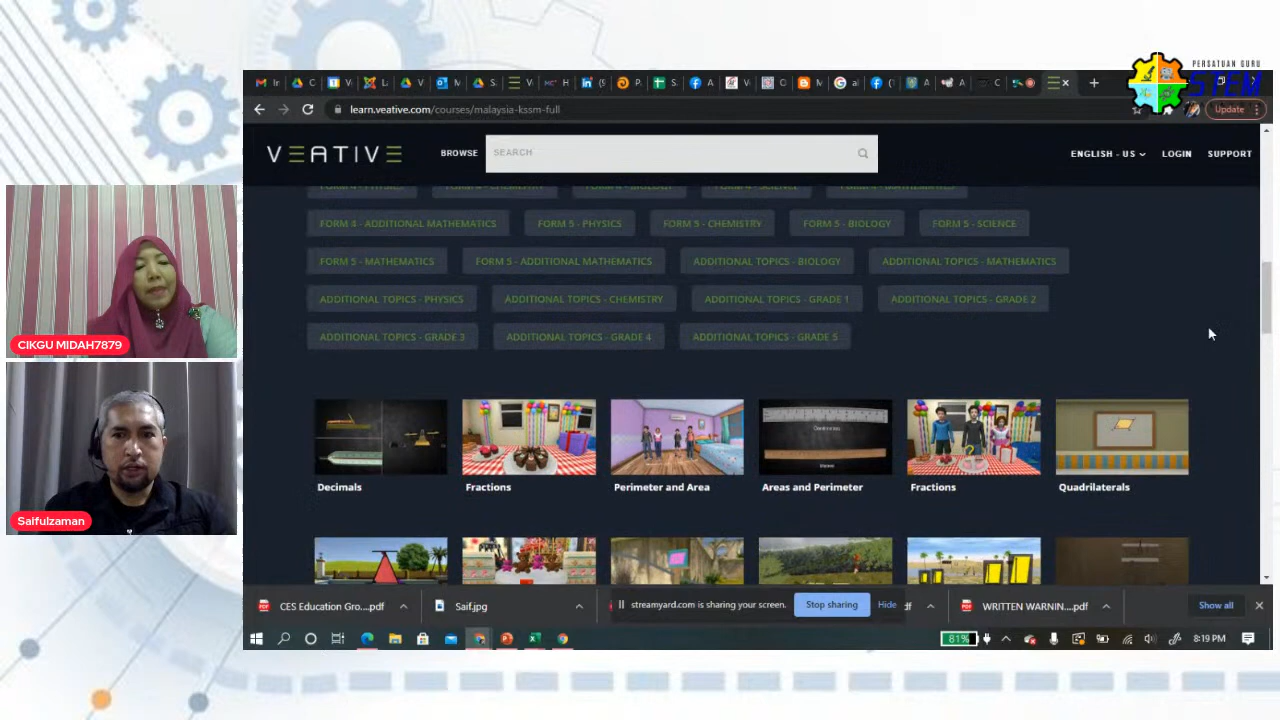 PERSATUAN GURU
STEM
learn.veative.com/courses/malaysia-kssm-full
Update
VEATIVE
BROWSE
SEARCH
ENGLISH - US
LOGIN
SUPPORT
FORM 4 - ADDITIONAL MATHEMATICS
FORM 5 - PHYSICS
FORM 5 - CHEMISTRY
FORM 5 - BIOLOGY
FORM 5 - SCIENCE
FORM 5 - MATHEMATICS
FORM 5 - ADDITIONAL MATHEMATICS
ADDITIONAL TOPICS - BIOLOGY
ADDITIONAL TOPICS - MATHEMATICS
ADDITIONAL TOPICS - PHYSICS
ADDITIONAL TOPICS - CHEMISTRY
ADDITIONAL TOPICS - GRADE 1
ADDITIONAL TOPICS - GRADE 2
ADDITIONAL TOPICS - GRADE 3
ADDITIONAL TOPICS - GRADE 4
ADDITIONAL TOPICS - GRADE 5
CIKGU MIDAH7879
Saifulzaman
Decimals
Fractions
Perimeter and Area
Areas and Perimeter
Fractions
Quadrilaterals
CES Education Gro....pdf
Saif.jpg
streamyard.com is sharing your screen.
Stop sharing
Hide
WRITTEN WARNIN....pdf
Show all
81%
8:19 PM